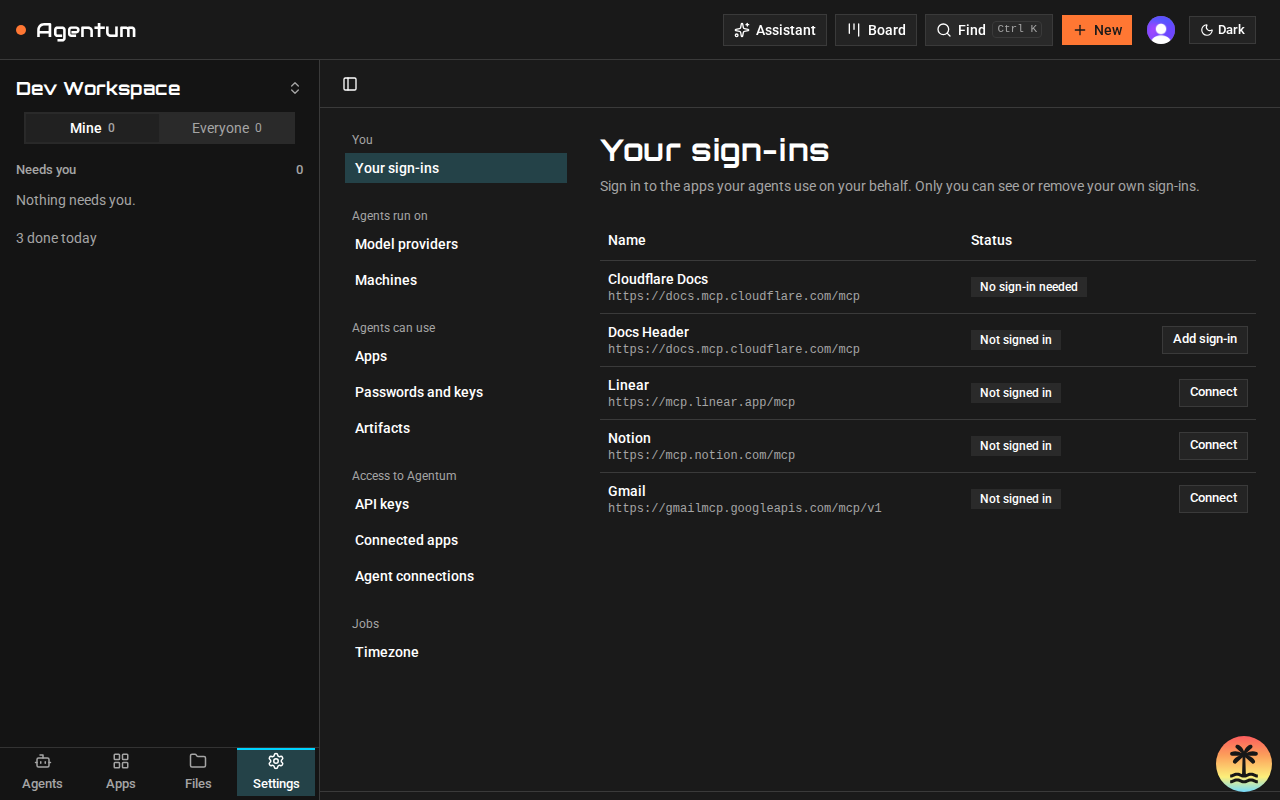 Agentum
Assistant
Board
Find Ctrl K
New
Dark
Dev Workspace
Mine 0
Everyone 0
Needs you 0
Nothing needs you.
3 done today
Agents
Apps
Files
Settings
You
Your sign-ins
Agents run on
Model providers
Machines
Agents can use
Apps
Passwords and keys
Artifacts
Access to Agentum
API keys
Connected apps
Agent connections
Jobs
Timezone
Your sign-ins
Sign in to the apps your agents use on your behalf. Only you can see or remove your own sign-ins.
Name Status
Cloudflare Docs
https://docs.mcp.cloudflare.com/mcp
No sign-in needed
Docs Header
https://docs.mcp.cloudflare.com/mcp
Not signed in
Add sign-in
Linear
https://mcp.linear.app/mcp
Not signed in
Connect
Notion
https://mcp.notion.com/mcp
Not signed in
Connect
Gmail
https://gmailmcp.googleapis.com/mcp/v1
Not signed in
Connect